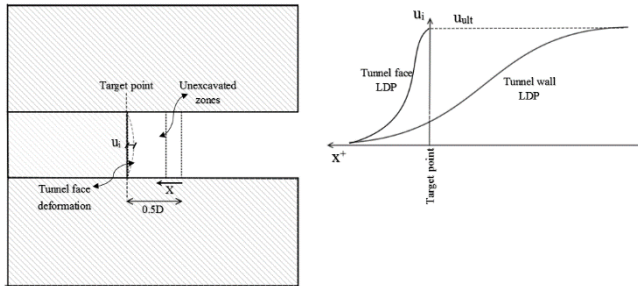 Target point
Unexcavated
zones
ui
Tunnel face
deformation
X
0.5D
ui
uult
Tunnel face
LDP
Tunnel wall
LDP
X+
Target point